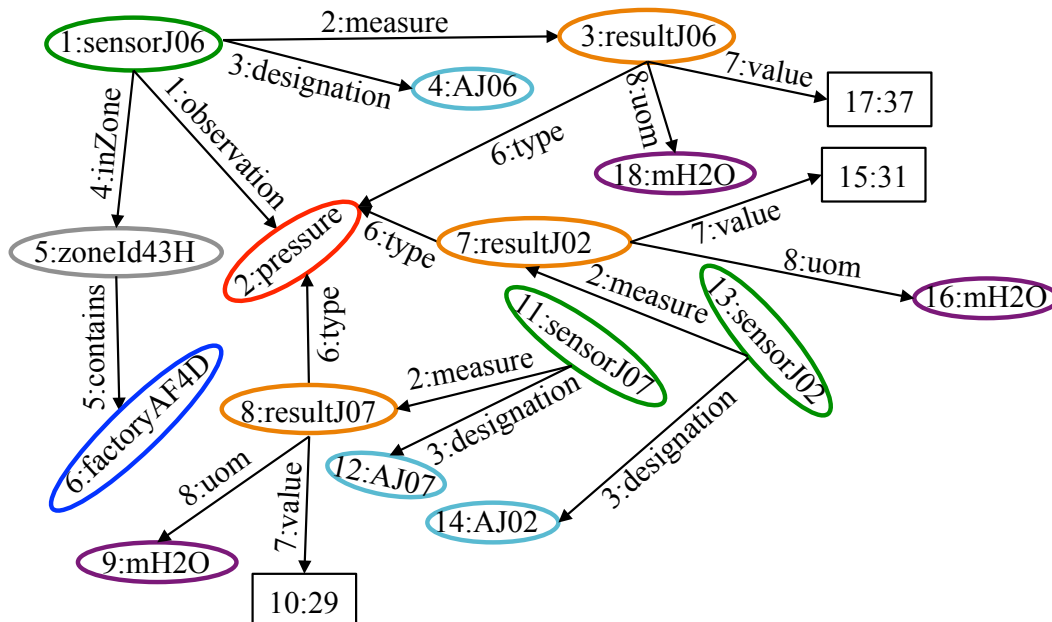 1:sensorJ06
2:measure
3:resultJ06
3:designation
4:AJ06
7:value
17:37
8:uom
18:mH2O
6:type
1:observation
4:inZone
15:31
7:value
2:pressure
6:type
7:resultJ02
5:zoneId43H
8:uom
16:mH2O
2:measure
13:sensorJ02
11:sensorJ07
5:contains
6:type
2:measure
8:resultJ07
6:factoryAF4D
3:designation
12:AJ07
3:designation
14:AJ02
8:uom
7:value
9:mH2O
10:29